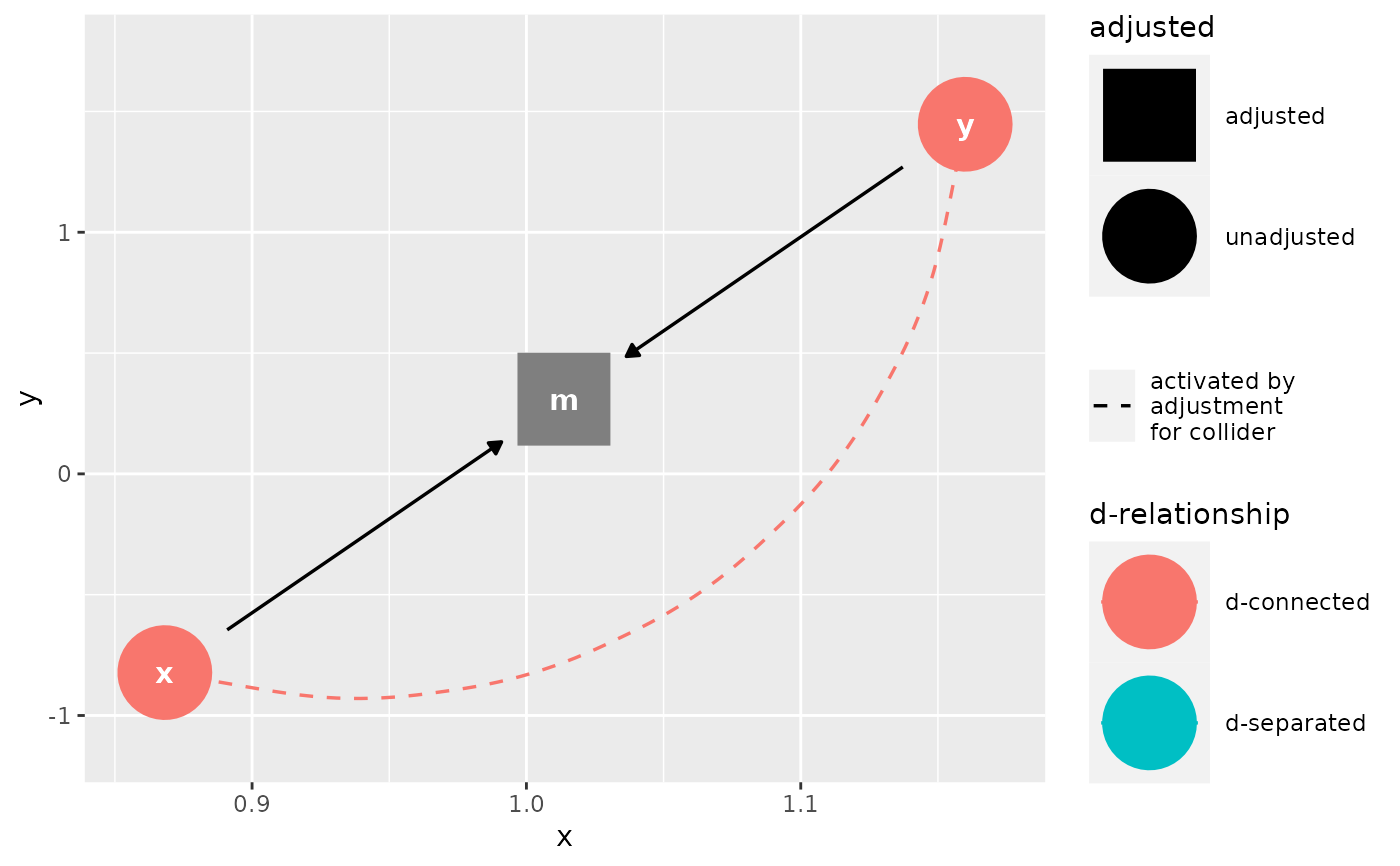 y
m
x
1
0
-1
y
0.9
1.0
1.1
x
adjusted
adjusted
unadjusted
activated by
adjustment
for collider
d-relationship
d-connected
d-separated